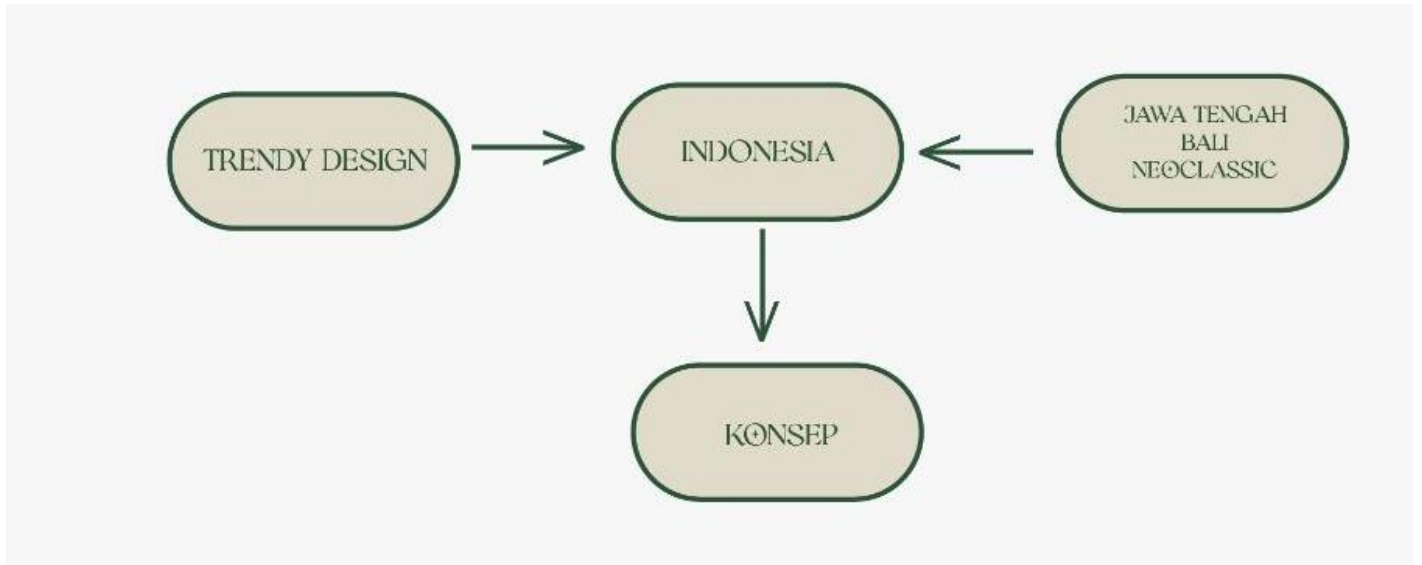 TRENDY DESIGN
INDONESIA
JAWA TENGAH
BALI
NEOCLASSIC
KONSEP